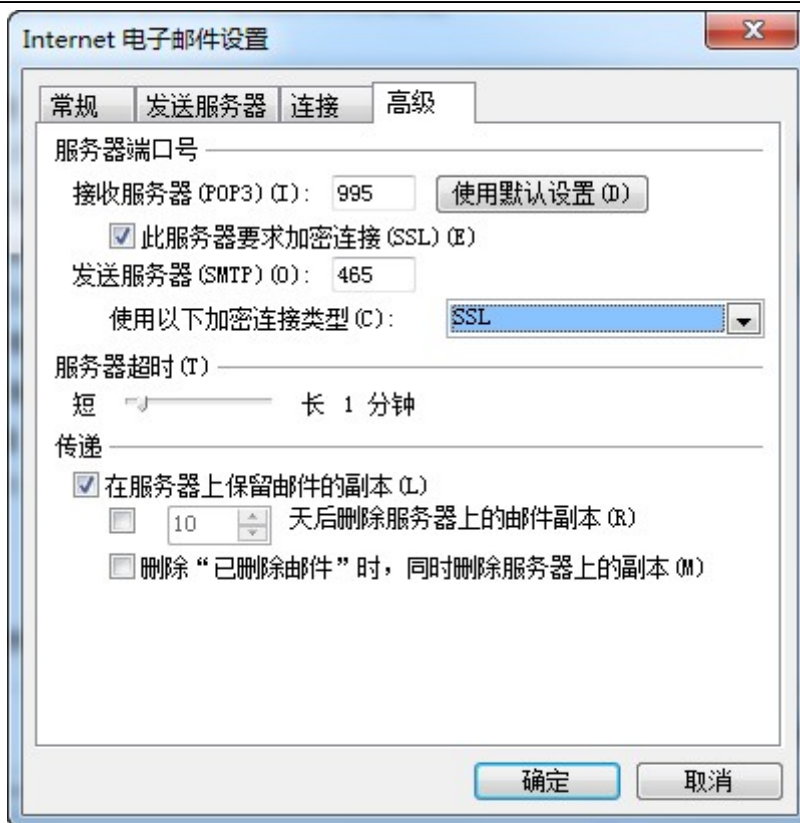 Internet 电子邮件设置
常规 发送服务器 连接 高级
服务器端口号
接收服务器(POP3)(I): 995 使用默认设置(D)
此服务器要求加密连接(SSL)(E)
发送服务器(SMTP)(O): 465
使用以下加密连接类型(C): SSL
服务器超时(T)
短 长 1 分钟
传递
在服务器上保留邮件的副本(L)
10 天后删除服务器上的邮件副本(R)
删除“已删除邮件”时，同时删除服务器上的副本(M)
确定 取消